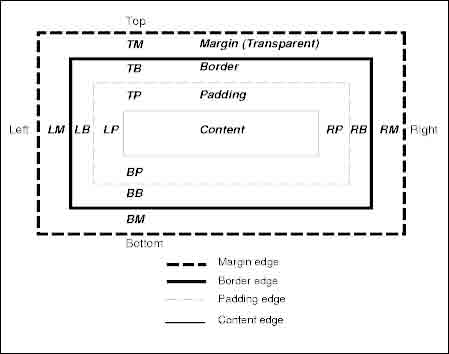 Top
TM Margin (Transparent)
TB Border
TP Padding
Left LM LB LP Content RP RB RM Right
BP
BB
BM
Bottom
Margin edge
Border edge
Padding edge
Content edge